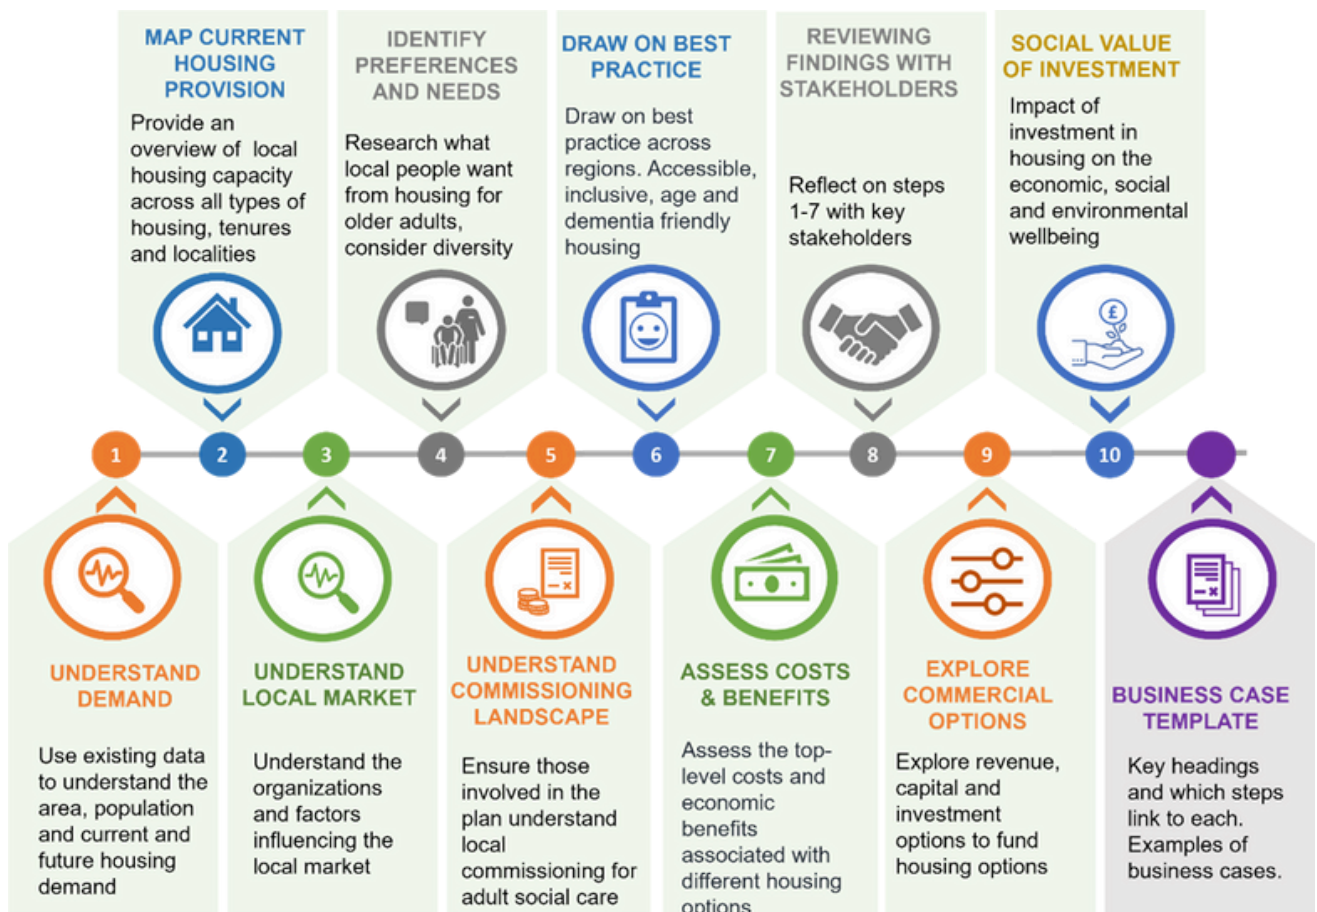 MAP CURRENT
HOUSING
PROVISION
Provide an
overview of local
housing capacity
across all types of
housing, tenures
and localities
IDENTIFY
PREFERENCES
AND NEEDS
Research what
local people want
from housing for
older adults,
consider diversity
DRAW ON BEST
PRACTICE
Draw on best
practice across
regions. Accessible,
inclusive, age and
dementia friendly
housing
REVIEWING
FINDINGS WITH
STAKEHOLDERS
Reflect on steps
1-7 with key
stakeholders
SOCIAL VALUE
OF INVESTMENT
Impact of
investment in
housing on the
economic, social
and environmental
wellbeing
£
1
2
3
4
5
6
7
8
9
10
UNDERSTAND
DEMAND
Use existing data
to understand the
area, population
and current and
future housing
demand
UNDERSTAND
LOCAL MARKET
Understand the
organizations
and factors
influencing the
local market
UNDERSTAND
COMMISSIONING
LANDSCAPE
Ensure those
involved in the
plan understand
local
commissioning for
adult social care
ASSESS COSTS
& BENEFITS
Assess the top-
level costs and
economic
benefits
associated with
different housing
options
EXPLORE
COMMERCIAL
OPTIONS
Explore revenue,
capital and
investment
options to fund
housing options
BUSINESS CASE
TEMPLATE
Key headings
and which steps
link to each.
Examples of
business cases.